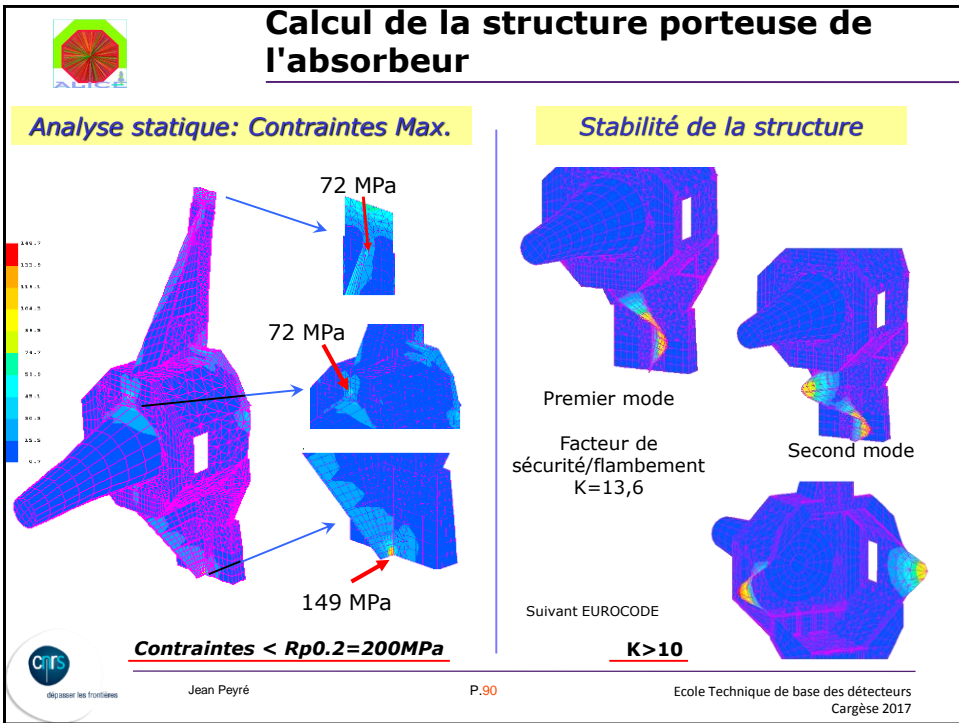 Calcul de la structure porteuse de
l'absorbeur
ALICE
Analyse statique: Contraintes Max.
72 MPa
72 MPa
149 MPa
Contraintes < Rp0.2=200MPa
Stabilité de la structure
Premier mode
Facteur de
sécurité/flambement
K=13,6
Second mode
Suivant EUROCODE
K>10
cnrs
dépasser les frontières
Jean Peyré
P.90
Ecole Technique de base des détecteurs
Cargèse 2017